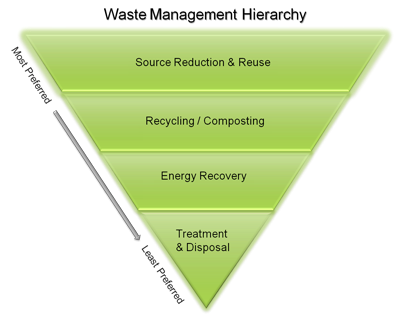 Waste Management Hierarchy
Most Preferred
Source Reduction & Reuse
Recycling / Composting
Energy Recovery
Treatment
& Disposal
Least Preferred